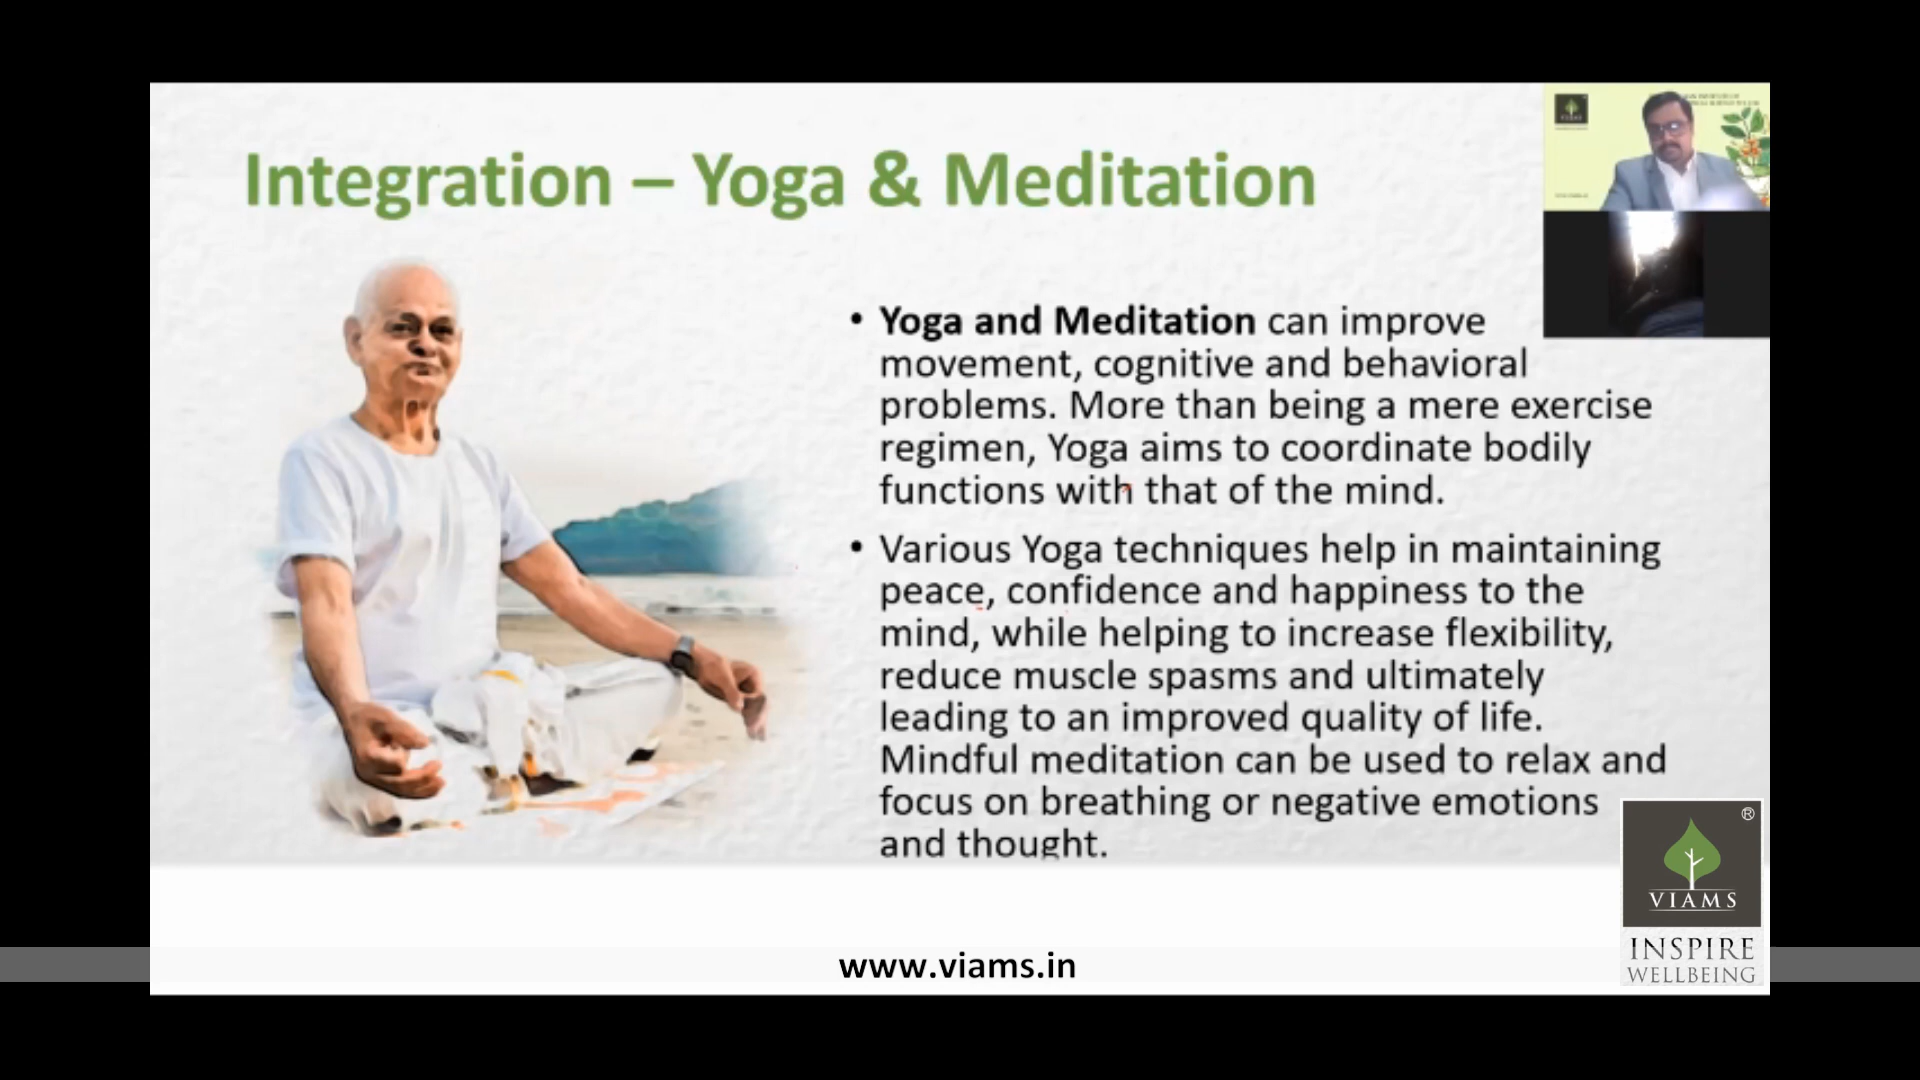 Integration – Yoga & Meditation
• Yoga and Meditation can improve
movement, cognitive and behavioral
problems. More than being a mere exercise
regimen, Yoga aims to coordinate bodily
functions with that of the mind.
• Various Yoga techniques help in maintaining
peace, confidence and happiness to the
mind, while helping to increase flexibility,
reduce muscle spasms and ultimately
leading to an improved quality of life.
Mindful meditation can be used to relax and
focus on breathing or negative emotions
and thought.
®
VIAMS
INSPIRE
WELLBEING
www.viams.in